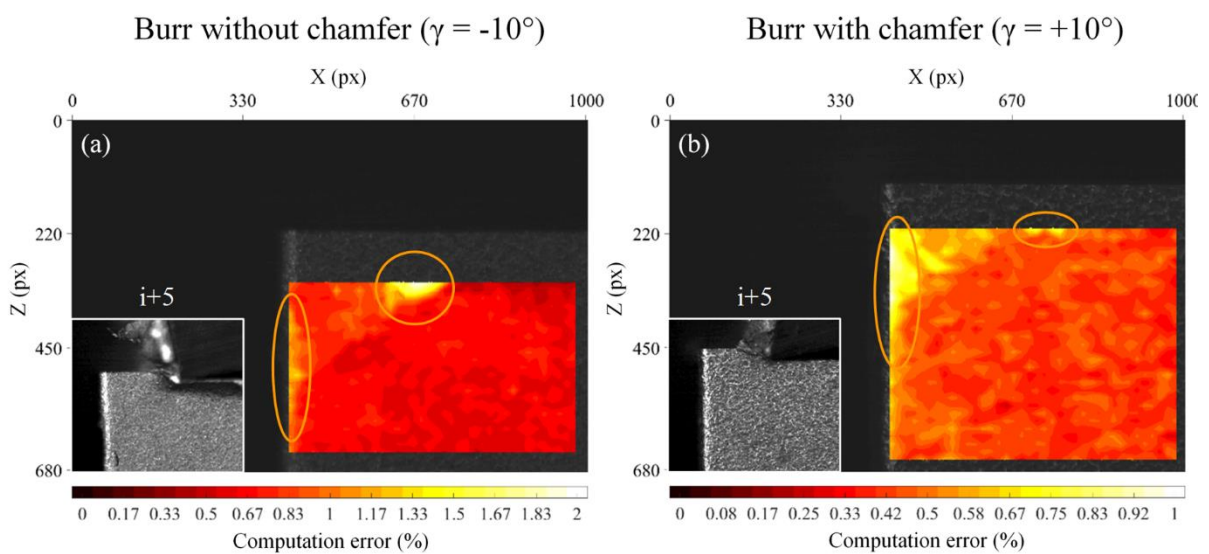 Burr without chamfer (γ = -10°)
X (px)
0 330 670 1000
0
(a)
220
Z (px)
i+5
450
680
0 0.17 0.33 0.5 0.67 0.83 1 1.17 1.33 1.5 1.67 1.83 2
Computation error (%)
Burr with chamfer (γ = +10°)
X (px)
0 330 670 1000
0
(b)
220
Z (px)
i+5
450
680
0 0.08 0.17 0.25 0.33 0.42 0.5 0.58 0.67 0.75 0.83 0.92 1
Computation error (%)